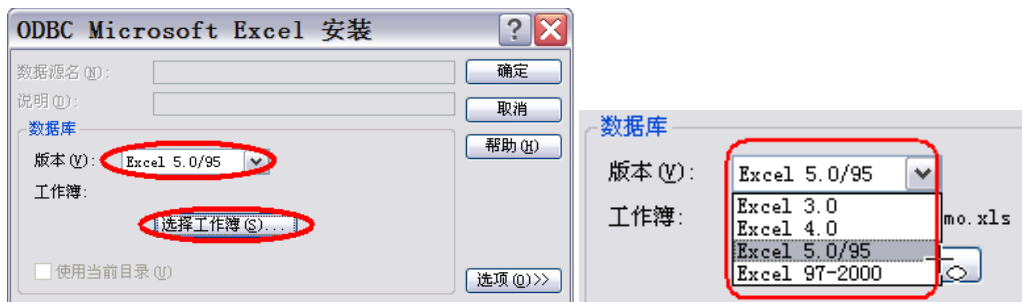 ODBC Microsoft Excel 安装
数据源名(N):
确定
说明(D):
取消
数据库
帮助(H)
版本(V):
Excel 5.0/95
工作簿:
选择工作簿(S)...
使用当前目录(U)
选项(O)>>
数据库
版本(V):
Excel 5.0/95
Excel 3.0
工作簿:
mo.xls
Excel 4.0
Excel 5.0/95
Excel 97-2000